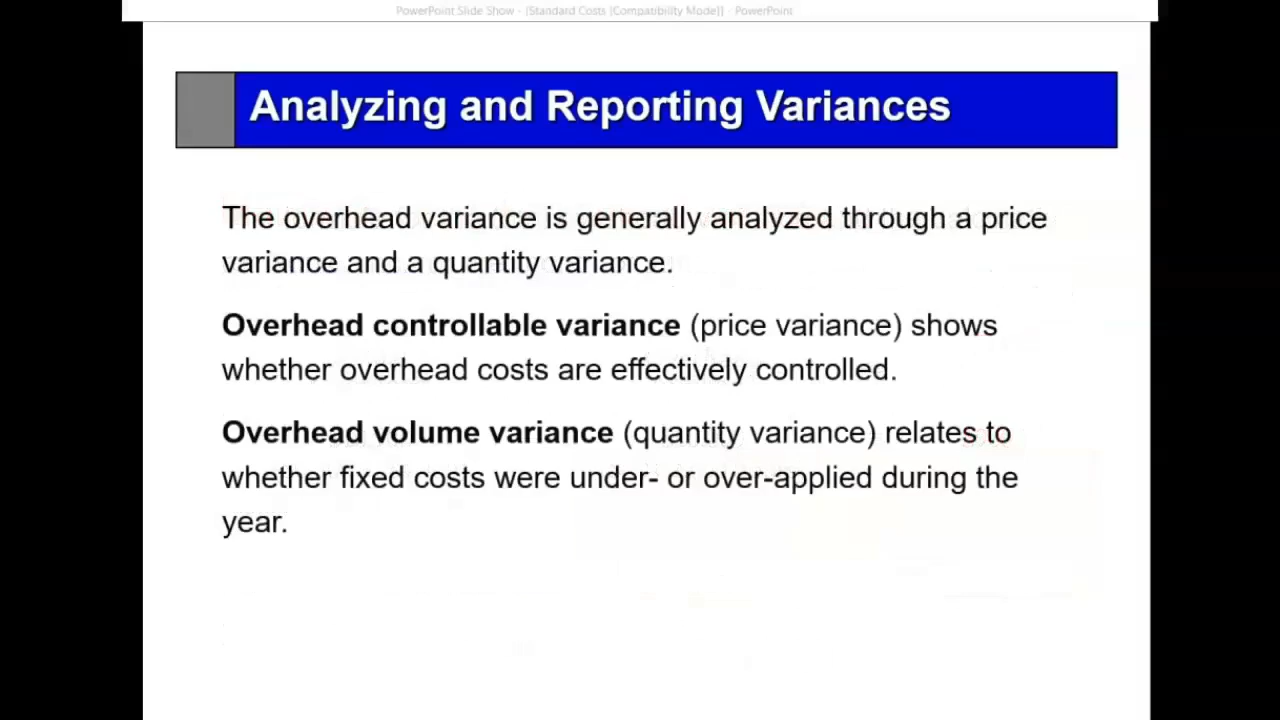 PowerPoint Slide Show - [Standard Costs [Compatibility Mode]] - PowerPoint
Analyzing and Reporting Variances
The overhead variance is generally analyzed through a price
variance and a quantity variance.
Overhead controllable variance (price variance) shows
whether overhead costs are effectively controlled.
Overhead volume variance (quantity variance) relates to
whether fixed costs were under- or over-applied during the
year.